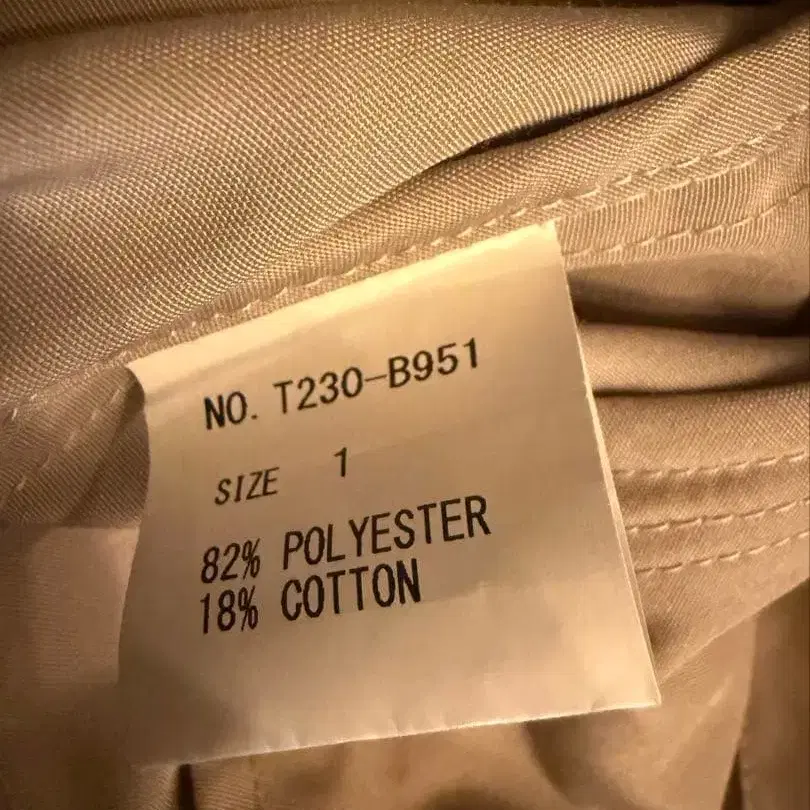 NO. T230-B951
SIZE 1
82% POLYESTER
18% COTTON